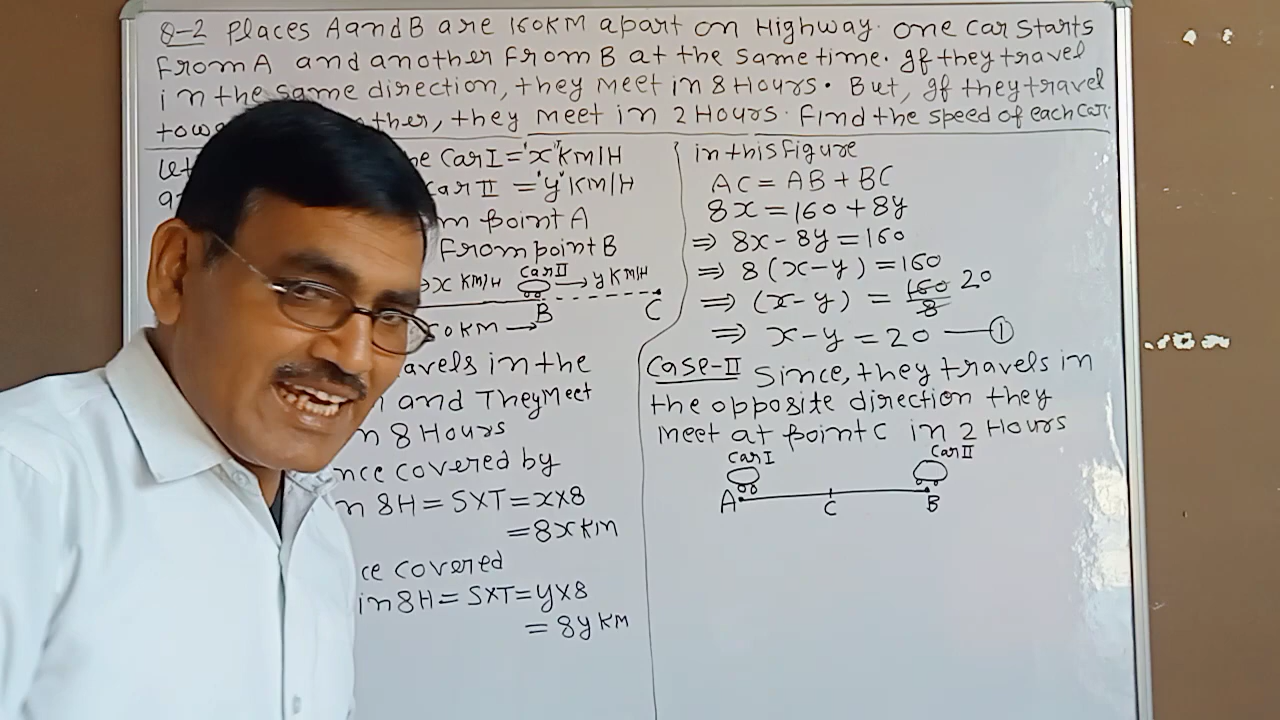 Q-2 Places A and B are 160KM apart on Highway. one car starts
From A and another From B at the same time. If they travel
in the same direction, they meet in 8 Hours. But, If they travel
ther, they meet in 2 Hours. Find the speed of each car.
Let
Car I = 'x' KM/H
car II = 'y' KM/H
point A
From point B
Car II
x KM/H → y KM/H
B C
KM →
in the
and They Meet
8 Hours
covered by
8H = S×T = x×8
= 8x KM
covered
in 8H = S×T = y×8
= 8y KM
in this Figure
AC = AB + BC
8x = 160 + 8y
⇒ 8x - 8y = 160
⇒ 8(x-y) = 160
⇒ (x-y) = 160/8 20
⇒ x-y = 20 — ①
Case-II Since, they travels in
the opposite direction they
meet at point C in 2 Hours
Car I Car II
A C B